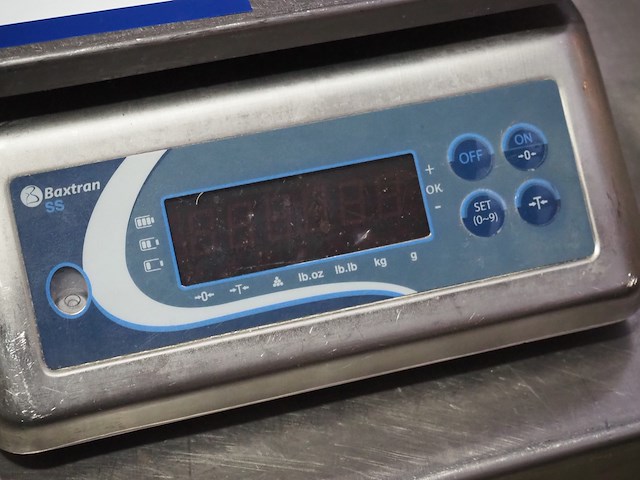 Baxtran
SS
OFF
ON
→0←
+
OK
-
SET
(0~9)
→T←
→0← →T← lb.oz lb.lb kg g